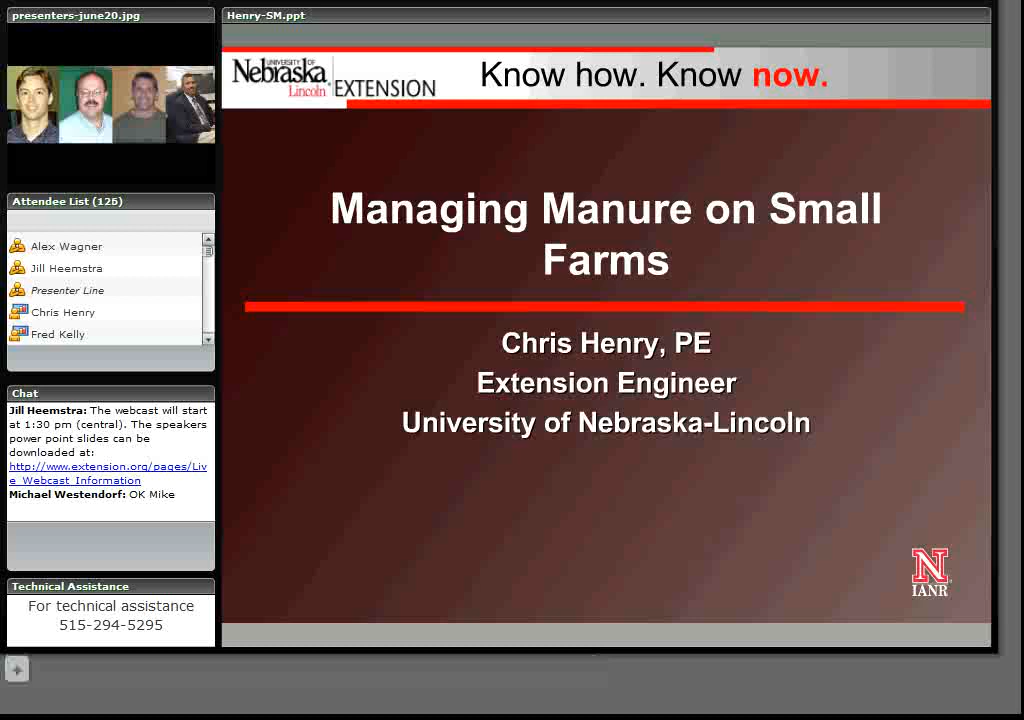 presenters-june20.jpg
Henry-SM.ppt
UNIVERSITY OF
Nebraska
Lincoln
EXTENSION
Know how. Know now.
Managing Manure on Small
Farms
Chris Henry, PE
Extension Engineer
University of Nebraska-Lincoln
N
IANR
Attendee List (126)
Alex Wagner
Jill Heemstra
Presenter Line
Chris Henry
Fred Kelly
Chat
Jill Heemstra: The webcast will start
at 1:30 pm (central). The speakers
power point slides can be
downloaded at:
http://www.extension.org/pages/Liv
e_Webcast_Information
Michael Westendorf: OK Mike
Technical Assistance
For technical assistance
515-294-5295